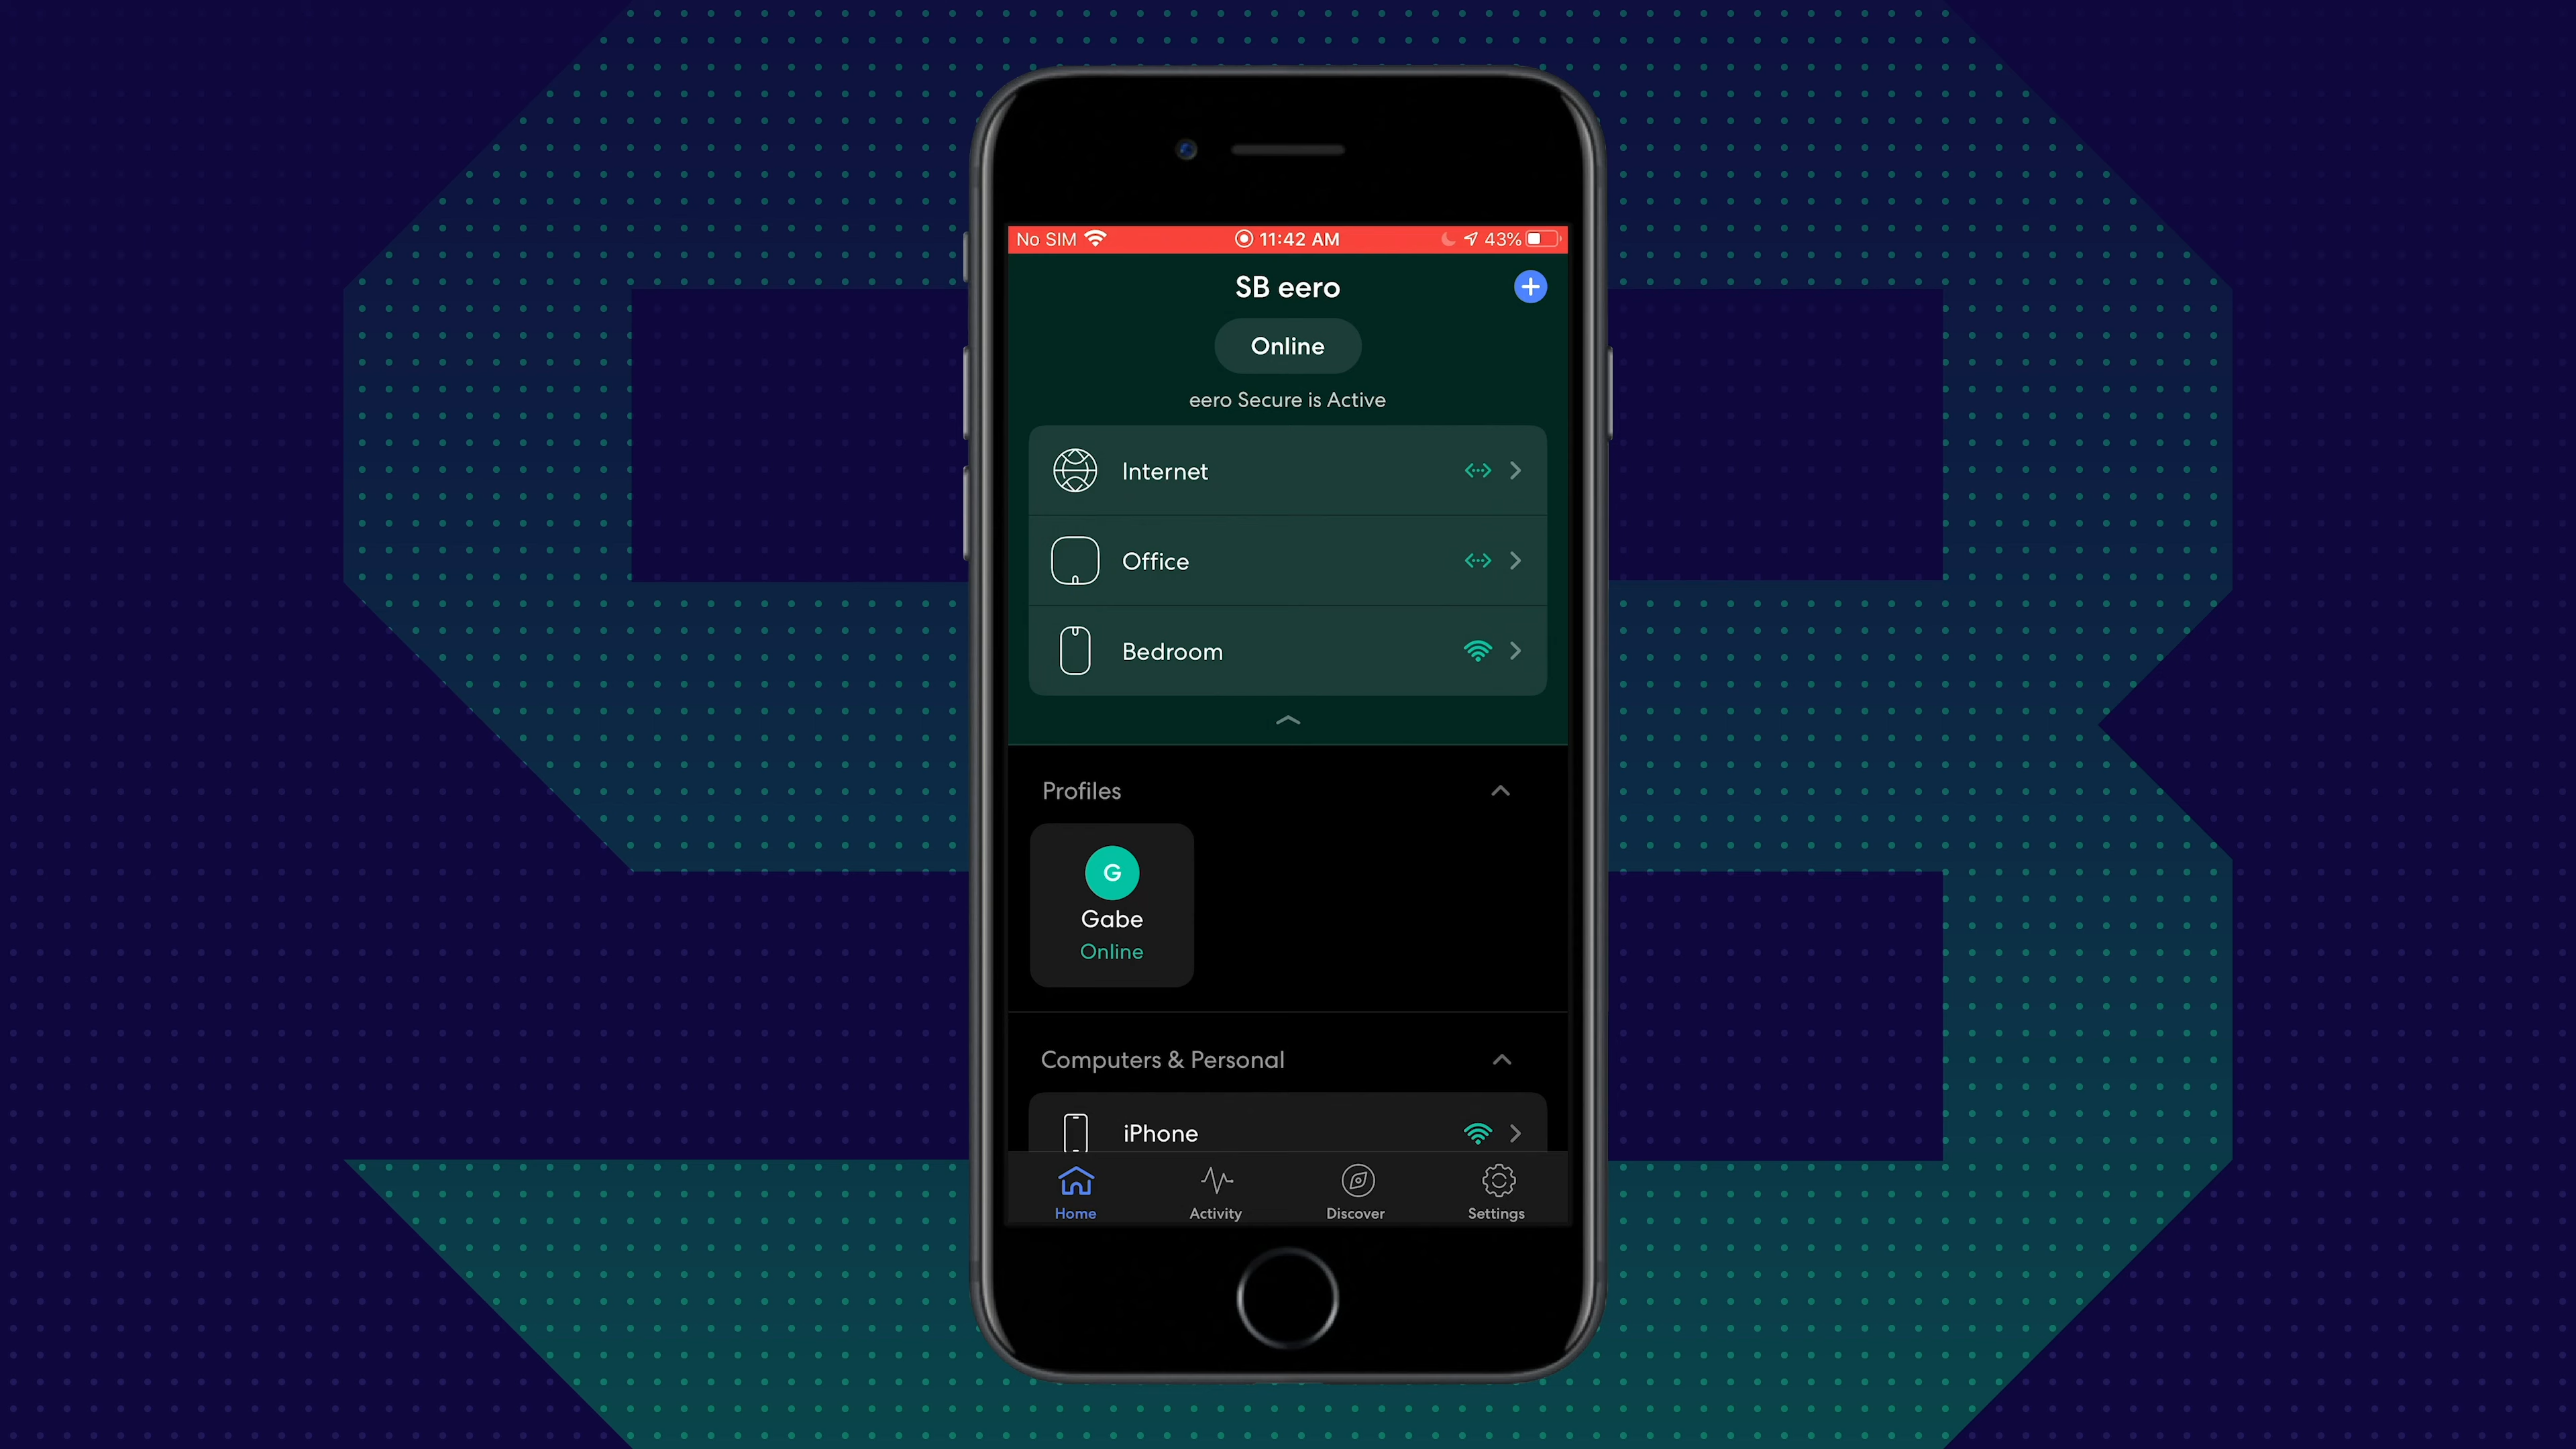 No SIM 11:42 AM 43%
SB eero
Online
eero Secure is Active
Internet
Office
Bedroom
Profiles
G
Gabe
Online
Computers & Personal
iPhone
Home Activity Discover Settings